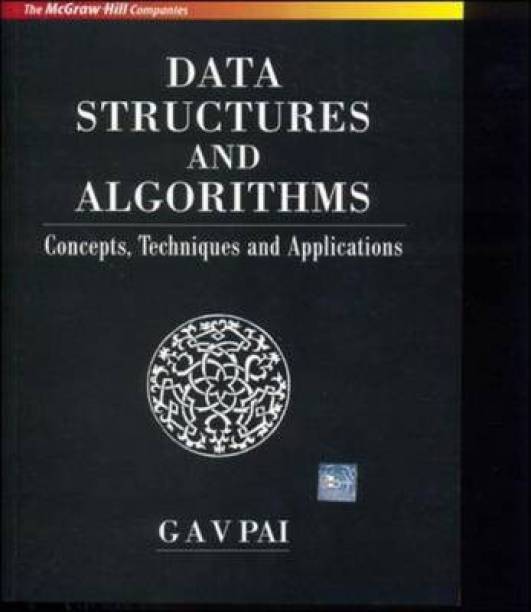 The McGraw·Hill Companies
DATA
STRUCTURES
AND
ALGORITHMS
Concepts, Techniques and Applications
G A V PAI